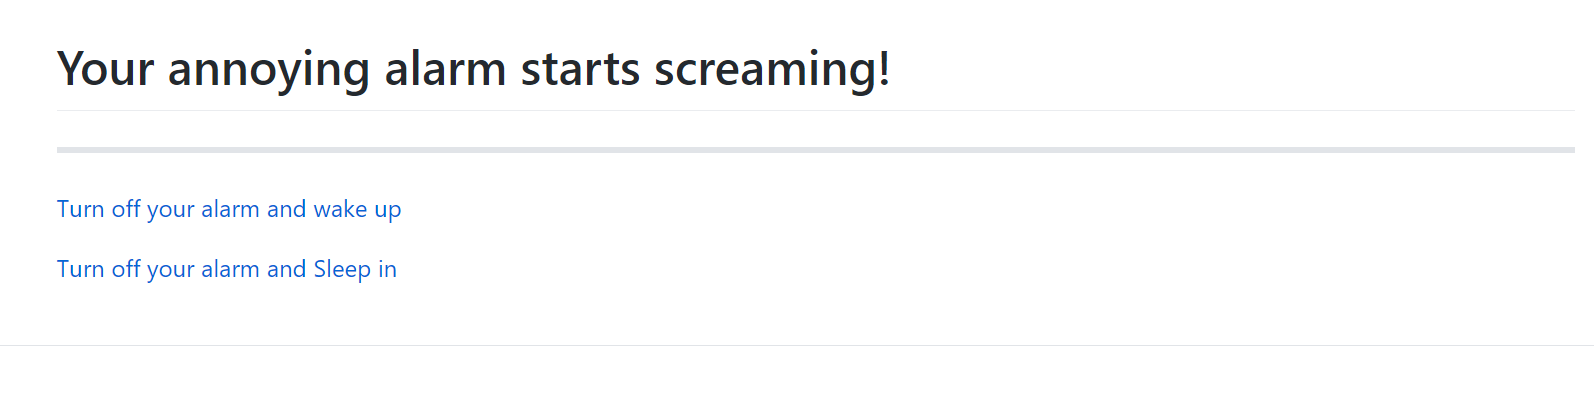 Your annoying alarm starts screaming!
Turn off your alarm and wake up
Turn off your alarm and Sleep in